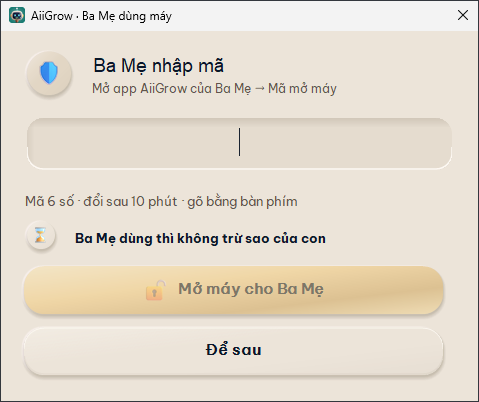 AiiGrow · Ba Mẹ dùng máy
Ba Mẹ nhập mã
Mở app AiiGrow của Ba Mẹ → Mã mở máy
Mã 6 số · đổi sau 10 phút · gõ bằng bàn phím
Ba Mẹ dùng thì không trừ sao của con
Mở máy cho Ba Mẹ
Để sau